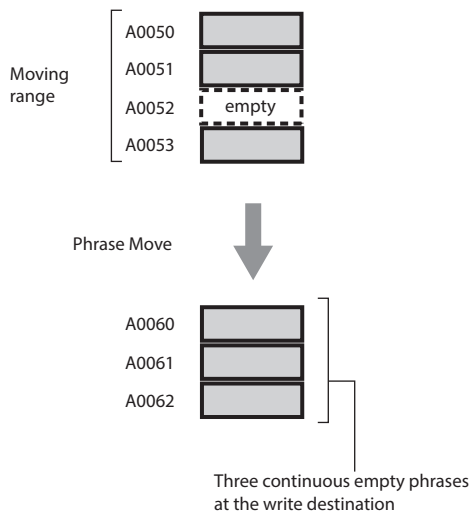 A0050
A0051
Moving
range
A0052
empty
A0053
Phrase Move
A0060
A0061
A0062
Three continuous empty phrases
at the write destination